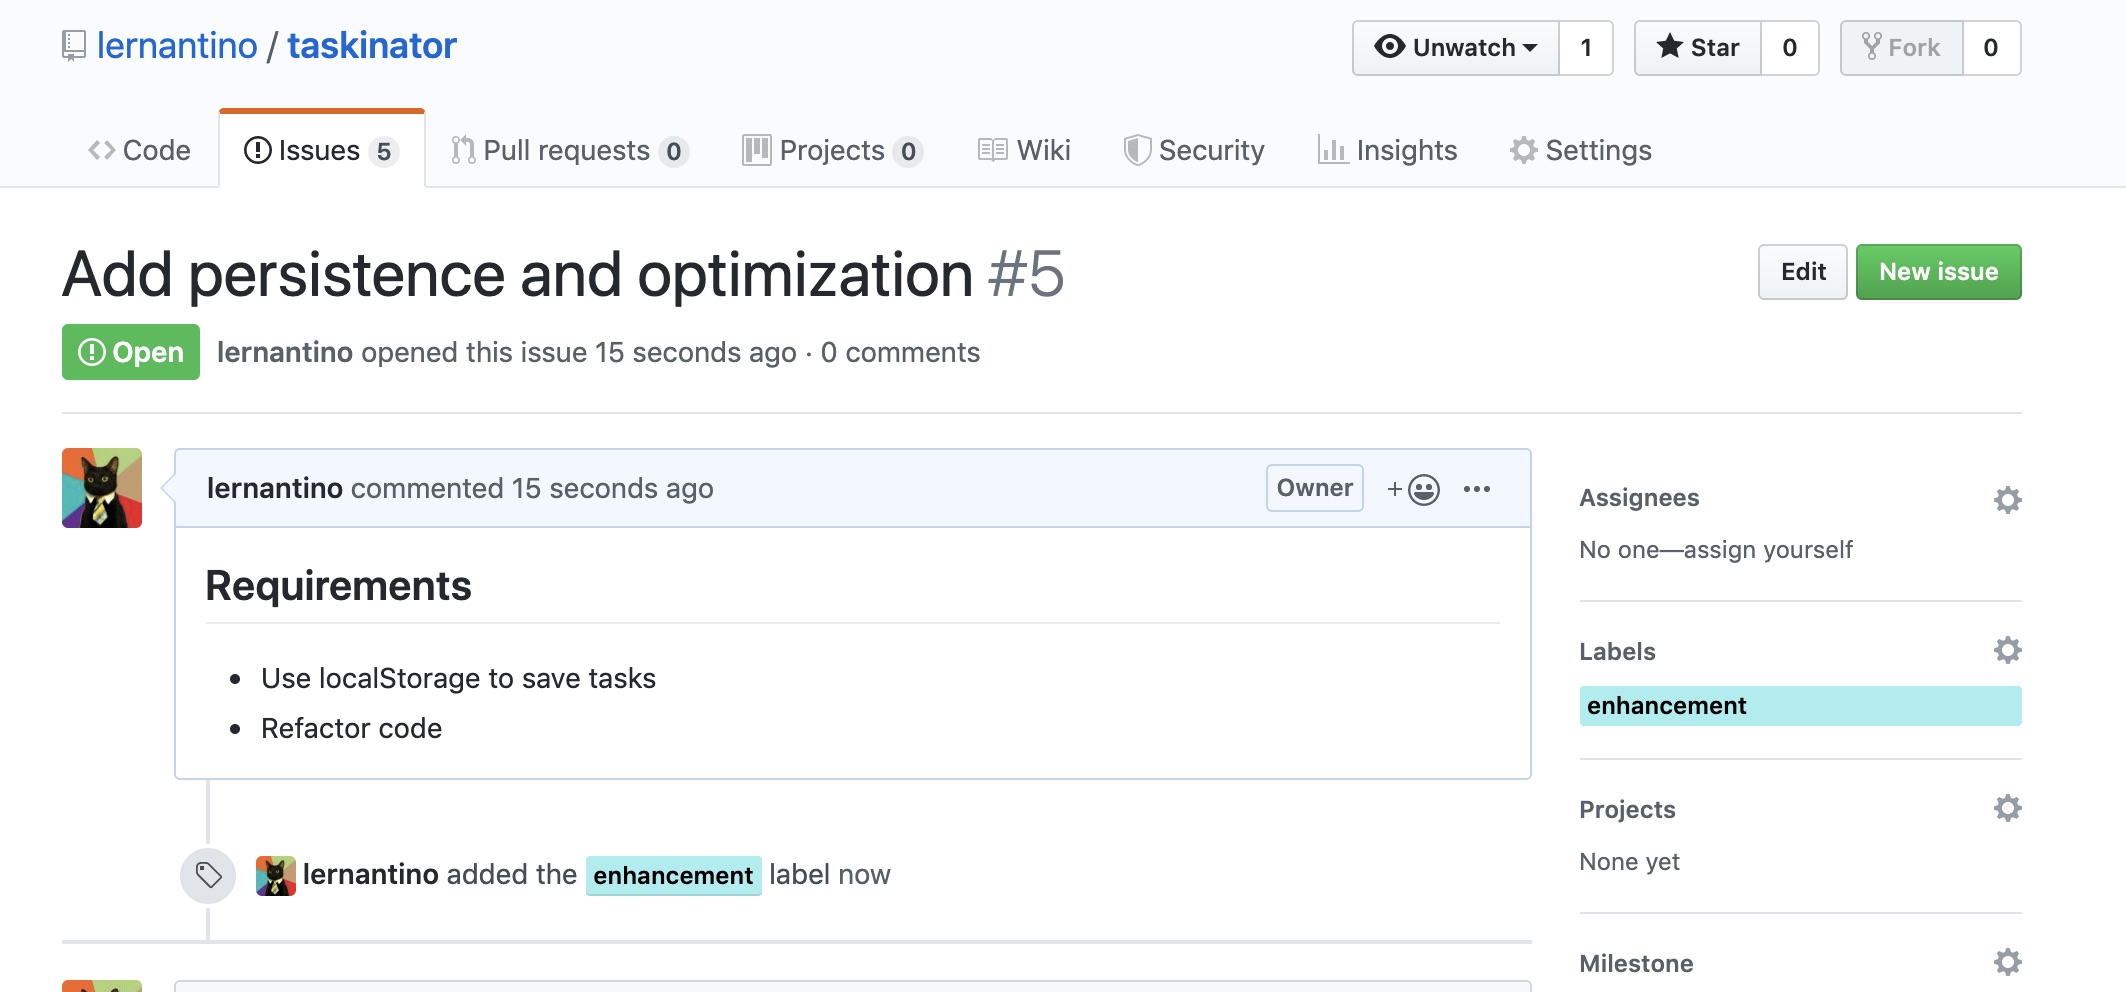 lernantino / taskinator
Unwatch 1 Star 0 Fork 0
Code Issues 5 Pull requests 0 Projects 0 Wiki Security Insights Settings
Add persistence and optimization #5
Edit New issue
Open lernantino opened this issue 15 seconds ago · 0 comments
lernantino commented 15 seconds ago Owner
Requirements
• Use localStorage to save tasks
• Refactor code
lernantino added the enhancement label now
Assignees
No one—assign yourself
Labels
enhancement
Projects
None yet
Milestone